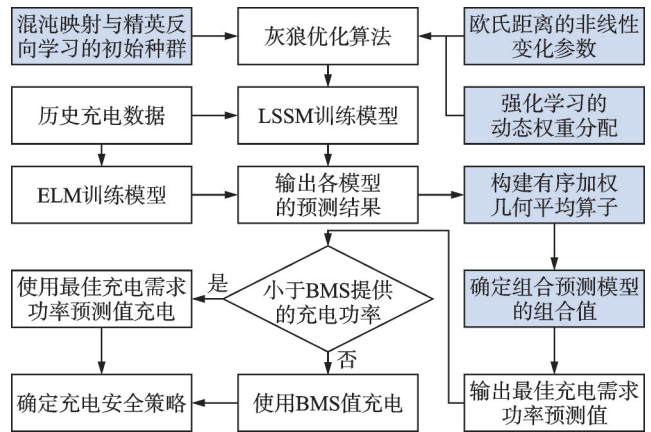 混沌映射与精英反
向学习的初始种群
灰狼优化算法
欧氏距离的非线性
变化参数
历史充电数据
LSSM训练模型
强化学习的
动态权重分配
ELM训练模型
输出各模型
的预测结果
构建有序加权
几何平均算子
使用最佳充电需求
功率预测值充电
是
小于BMS提供
的充电功率
确定组合预测模型
的组合值
否
确定充电安全策略
使用BMS值充电
输出最佳充电需求
功率预测值